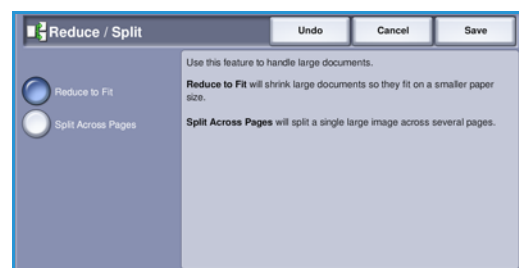 Reduce / Split
Undo
Cancel
Save
Use this feature to handle large documents.
Reduce to Fit will shrink large documents so they fit on a smaller paper
size.
Reduce to Fit
Split Across Pages
Split Across Pages will split a single large image across several pages.